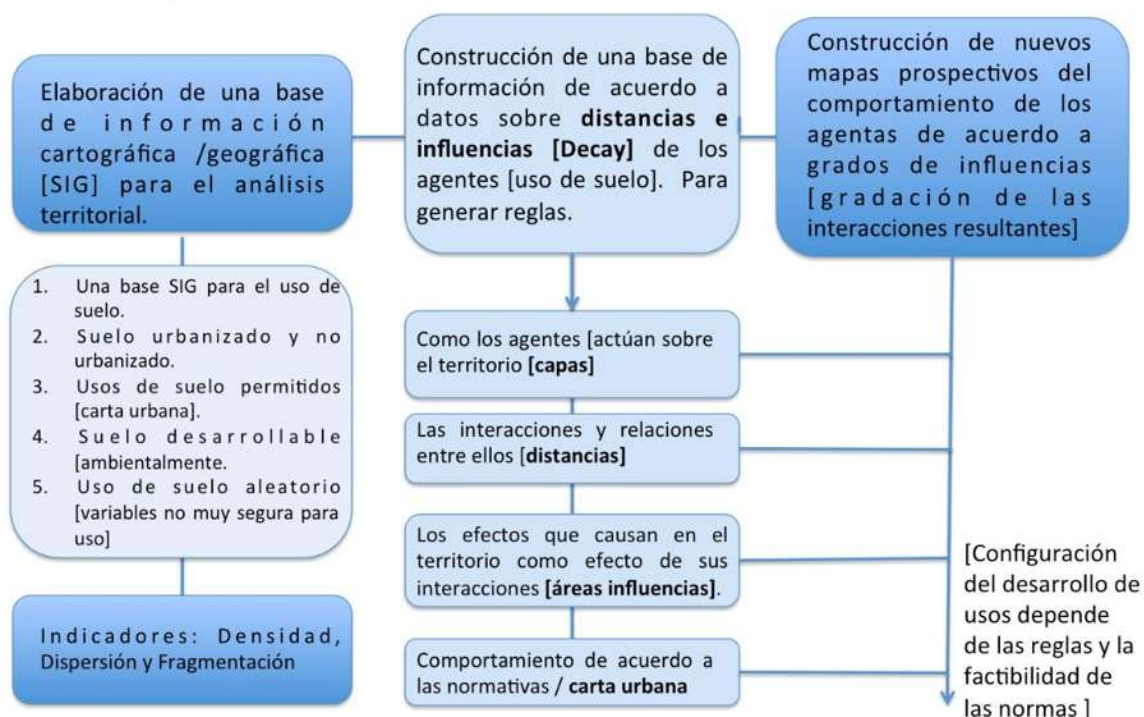 Elaboración de una base
de información
cartográfica /geográfica
[SIG] para el análisis
territorial.
1. Una base SIG para el uso de
suelo.
2. Suelo urbanizado y no
urbanizado.
3. Usos de suelo permitidos
[carta urbana].
4. Suelo desarrollable
[ambientalmente.
5. Uso de suelo aleatorio
[variables no muy segura para
uso]
Indicadores: Densidad,
Dispersión y Fragmentación
Construcción de una base de
información de acuerdo a
datos sobre distancias e
influencias [Decay] de los
agentes [uso de suelo]. Para
generar reglas.
Como los agentes [actúan sobre
el territorio [capas]
Las interacciones y relaciones
entre ellos [distancias]
Los efectos que causan en el
territorio como efecto de sus
interacciones [áreas influencias].
Comportamiento de acuerdo a
las normativas / carta urbana
Construcción de nuevos
mapas prospectivos del
comportamiento de los
agentas de acuerdo a
grados de influencias
[gradación de las
interacciones resultantes]
[Configuración
del desarrollo de
usos depende
de las reglas y la
factibilidad de
las normas ]